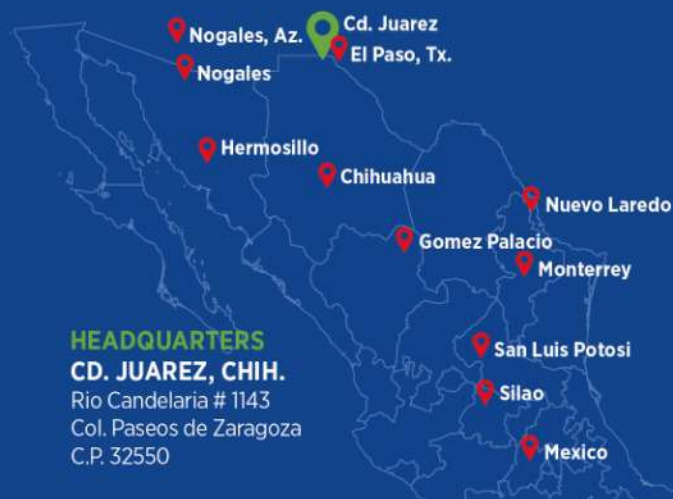 Cd. Juarez
Nogales, Az.
El Paso, Tx.
Nogales
Hermosillo
Chihuahua
Nuevo Laredo
Gomez Palacio
Monterrey
San Luis Potosi
Silao
Mexico
HEADQUARTERS
CD. JUAREZ, CHIH.
Rio Candelaria # 1143
Col. Paseos de Zaragoza
C.P. 32550